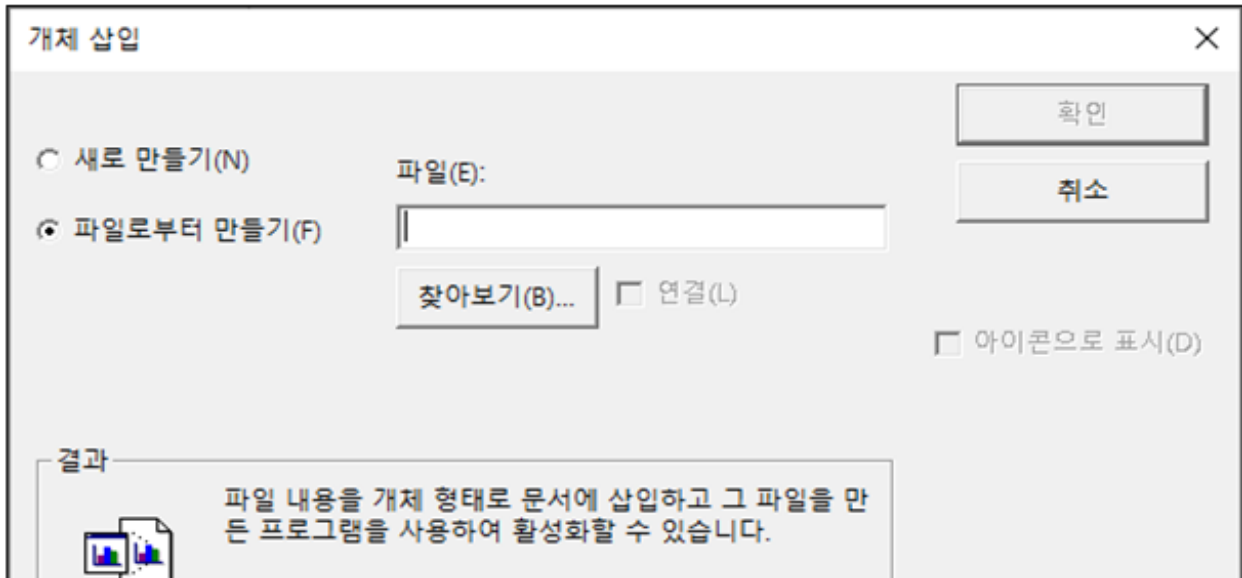 개체 삽입
확인
새로 만들기(N)
파일(E):
취소
파일로부터 만들기(F)
찾아보기(B)...
연결(L)
아이콘으로 표시(D)
결과
파일 내용을 개체 형태로 문서에 삽입하고 그 파일을 만
든 프로그램을 사용하여 활성화할 수 있습니다.